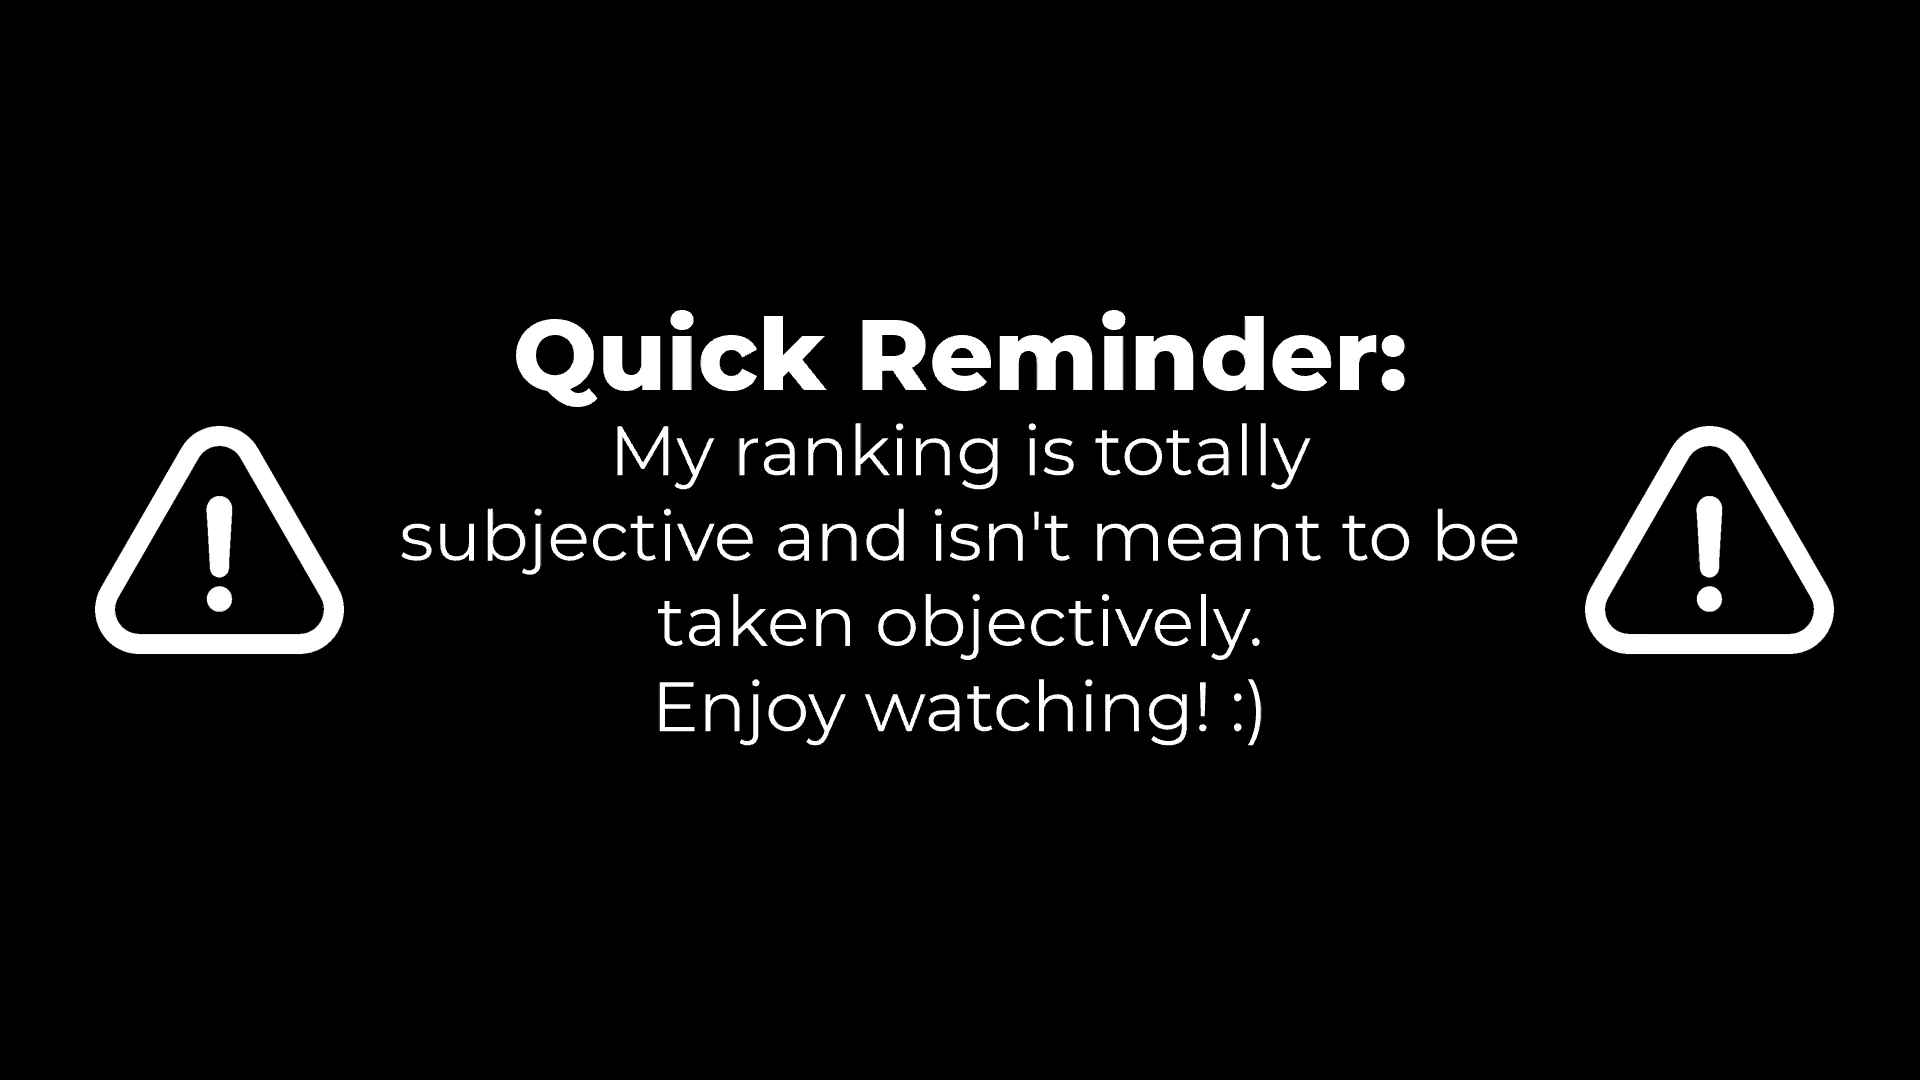 Quick Reminder:
My ranking is totally
subjective and isn't meant to be
taken objectively.
Enjoy watching! :)